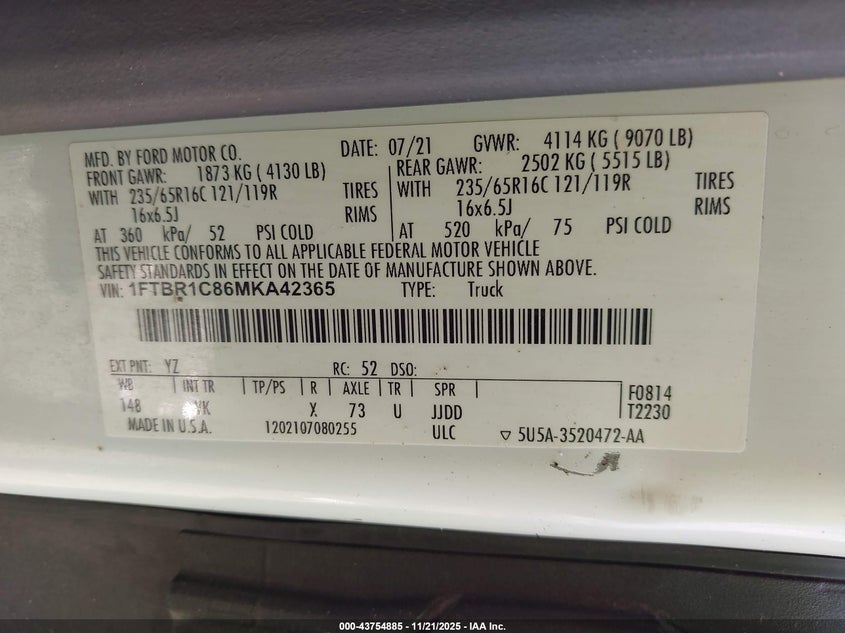 MFD. BY FORD MOTOR CO. DATE: 07/21 GVWR: 4114 KG ( 9070 LB)
FRONT GAWR: 1873 KG ( 4130 LB) REAR GAWR: 2502 KG ( 5515 LB)
WITH 235/65R16C 121/119R TIRES WITH 235/65R16C 121/119R TIRES
16x6.5J RIMS 16x6.5J RIMS
AT 360 kPa/ 52 PSI COLD AT 520 kPa/ 75 PSI COLD
THIS VEHICLE CONFORMS TO ALL APPLICABLE FEDERAL MOTOR VEHICLE
SAFETY STANDARDS IN EFFECT ON THE DATE OF MANUFACTURE SHOWN ABOVE.
VIN: 1FTBR1C86MKA42365 TYPE: Truck
EXT PNT: YZ RC: 52 DSO:
WB INT TR TP/PS R AXLE TR SPR F0814
148 VK X 73 U JJDD T2230
MADE IN U.S.A. 1202107080255 ULC ▽ 5U5A-3520472-AA
000-43754885 - 11/21/2025 - IAA Inc.